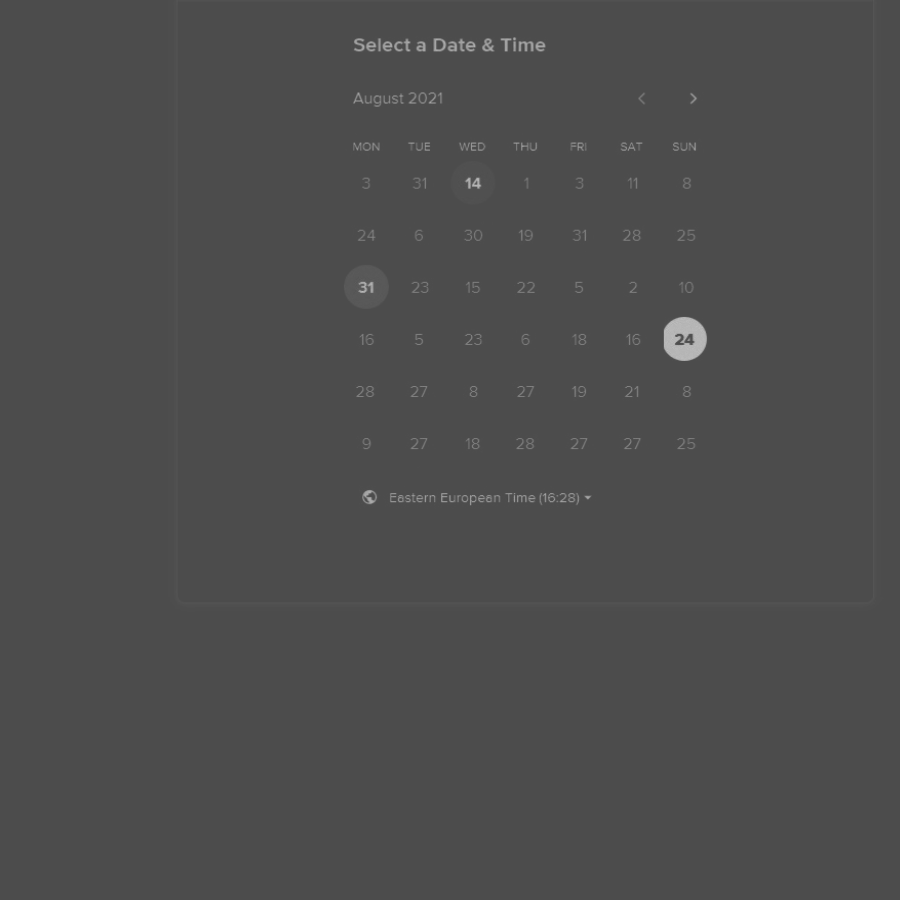 Select a Date & Time
August 2021
MON TUE WED THU FRI SAT SUN
3 31 14 1 3 11 8
24 6 30 19 31 28 25
31 23 15 22 5 2 10
16 5 23 6 18 16 24
28 27 8 27 19 21 8
9 27 18 28 27 27 25
Eastern European Time (16:28)